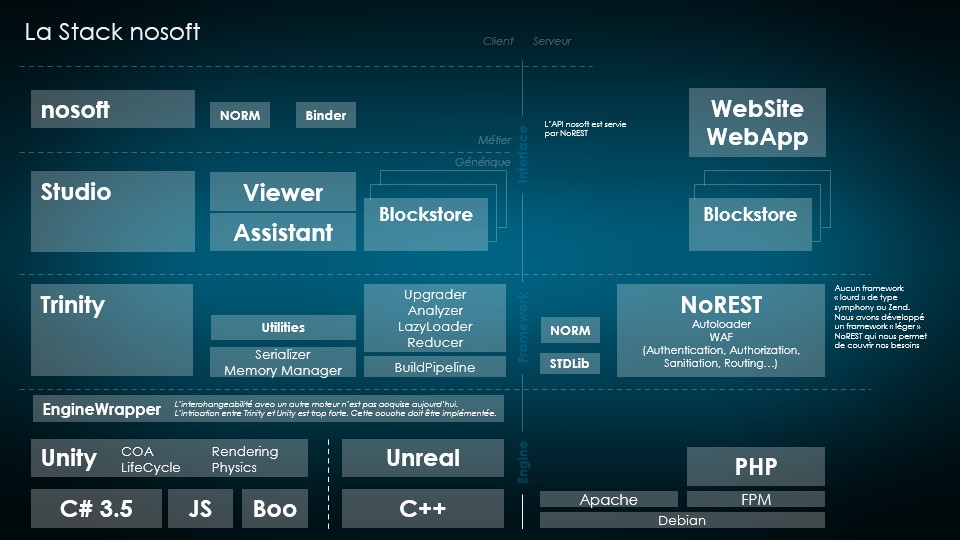 La Stack nosoft
Client
Serveur
nosoft
NORM
Binder
L'API nosoft est servie
par NoREST
WebSite
WebApp
Métier
Générique
Interface
Studio
Viewer
Assistant
Blockstore
Blockstore
Trinity
Utilities
Serializer
Memory Manager
Upgrader
Analyzer
LazyLoader
Reducer
BuildPipeline
Framework
NORM
STDLib
NoREST
Autoloader
WAF
(Authentication, Authorization,
Sanitiation, Routing…)
Aucun framework
« lourd » de type
symphony ou Zend.
Nous avons développé
un framework « léger »
NoREST qui nous permet
de couvrir nos besoins
EngineWrapper
L'interchangeabilité avec un autre moteur n'est pas acquise aujourd'hui.
L'intrication entre Trinity et Unity est trop forte. Cette couche doit être implémentée.
Unity
COA
LifeCycle
Rendering
Physics
Unreal
Engine
PHP
C# 3.5
JS
Boo
C++
Apache
FPM
Debian